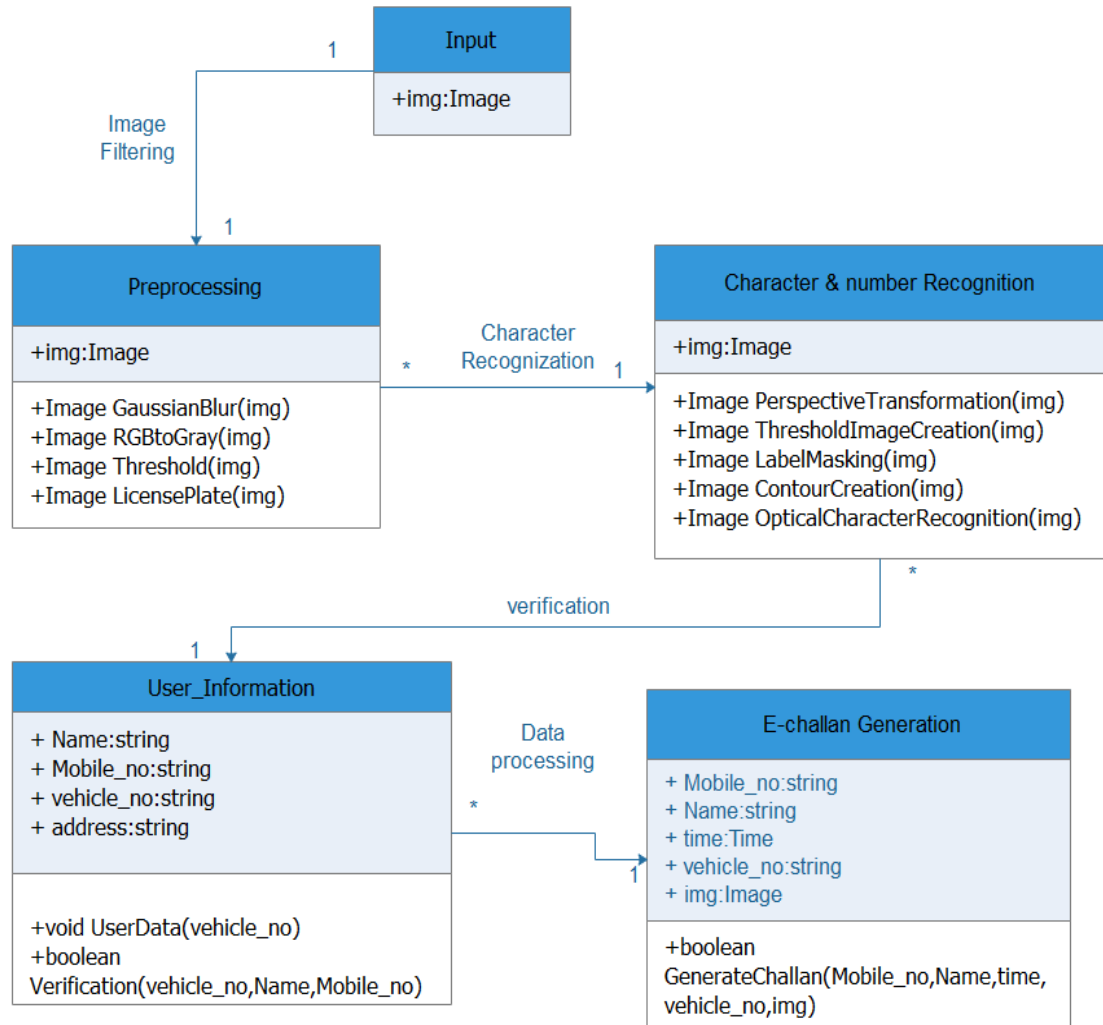 Input
1
+img:Image
Image
Filtering
1
Preprocessing
+img:Image
+Image GaussianBlur(img)
+Image RGBtoGray(img)
+Image Threshold(img)
+Image LicensePlate(img)
Character
Recognization
*
1
Character & number Recognition
+img:Image
+Image PerspectiveTransformation(img)
+Image ThresholdImageCreation(img)
+Image LabelMasking(img)
+Image ContourCreation(img)
+Image OpticalCharacterRecognition(img)
*
verification
1
User_Information
+ Name:string
+ Mobile_no:string
+ vehicle_no:string
+ address:string
+void UserData(vehicle_no)
+boolean
Verification(vehicle_no,Name,Mobile_no)
Data
processing
*
1
E-challan Generation
+ Mobile_no:string
+ Name:string
+ time:Time
+ vehicle_no:string
+ img:Image
+boolean
GenerateChallan(Mobile_no,Name,time,
vehicle_no,img)